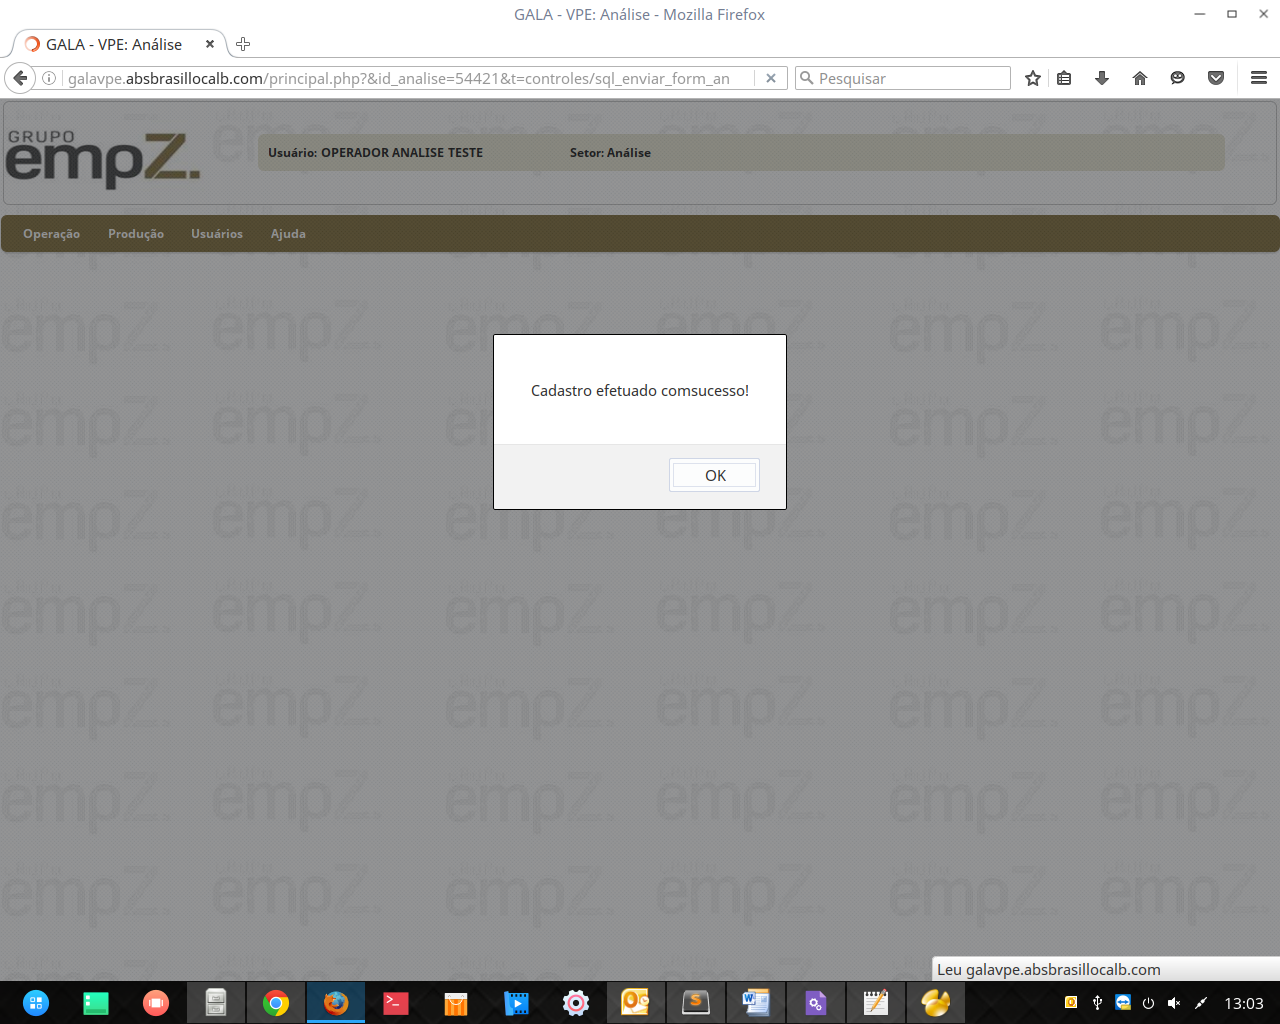 GALA - VPE: Análise - Mozilla Firefox
GALA - VPE: Análise
galavpe.absbrasillocalb.com/principal.php?&id_analise=54421&t=controles/sql_enviar_form_an
Pesquisar
GRUPO
empZ.
Usuário: OPERADOR ANALISE TESTE
Setor: Análise
Operação
Produção
Usuários
Ajuda
Cadastro efetuado comsucesso!
OK
Leu galavpe.absbrasillocalb.com
13:03